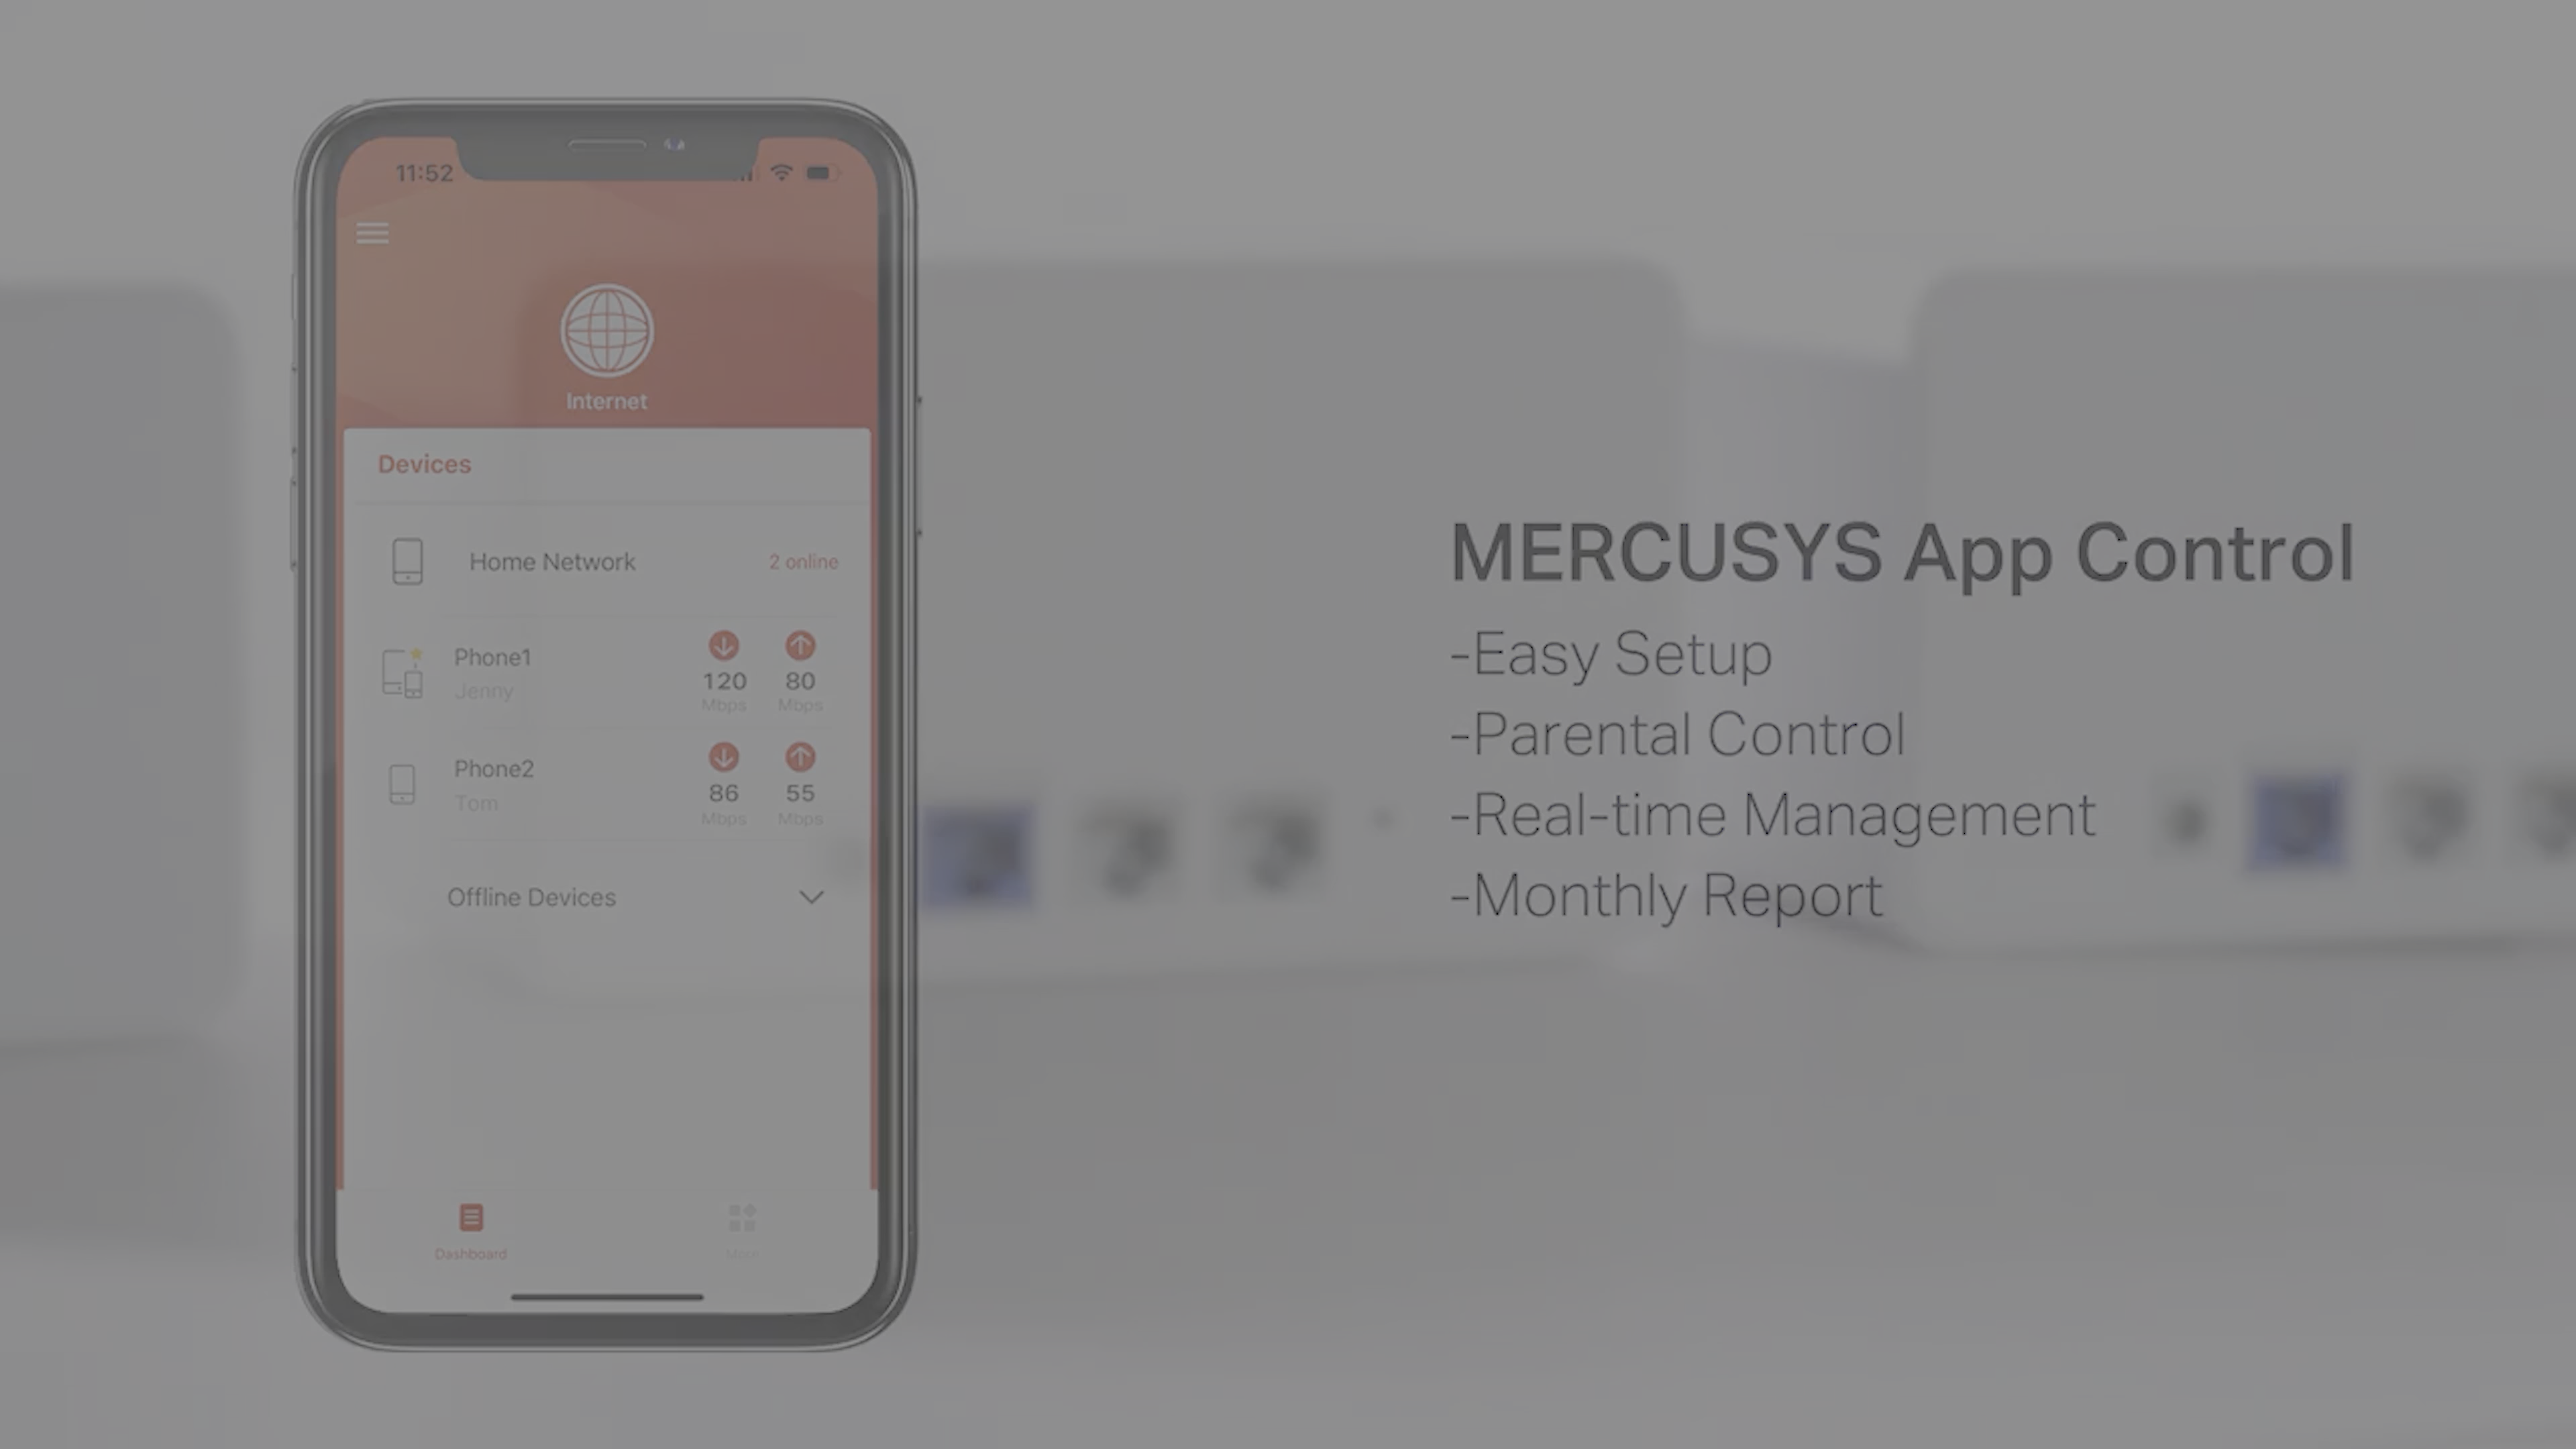 11:52
Internet
Devices
Home Network
2 online
Phone1
Jenny
120
Mbps
80
Mbps
Phone2
Tom
86
Mbps
55
Mbps
Offline Devices
Dashboard
MERCUSYS App Control
-Easy Setup
-Parental Control
-Real-time Management
-Monthly Report